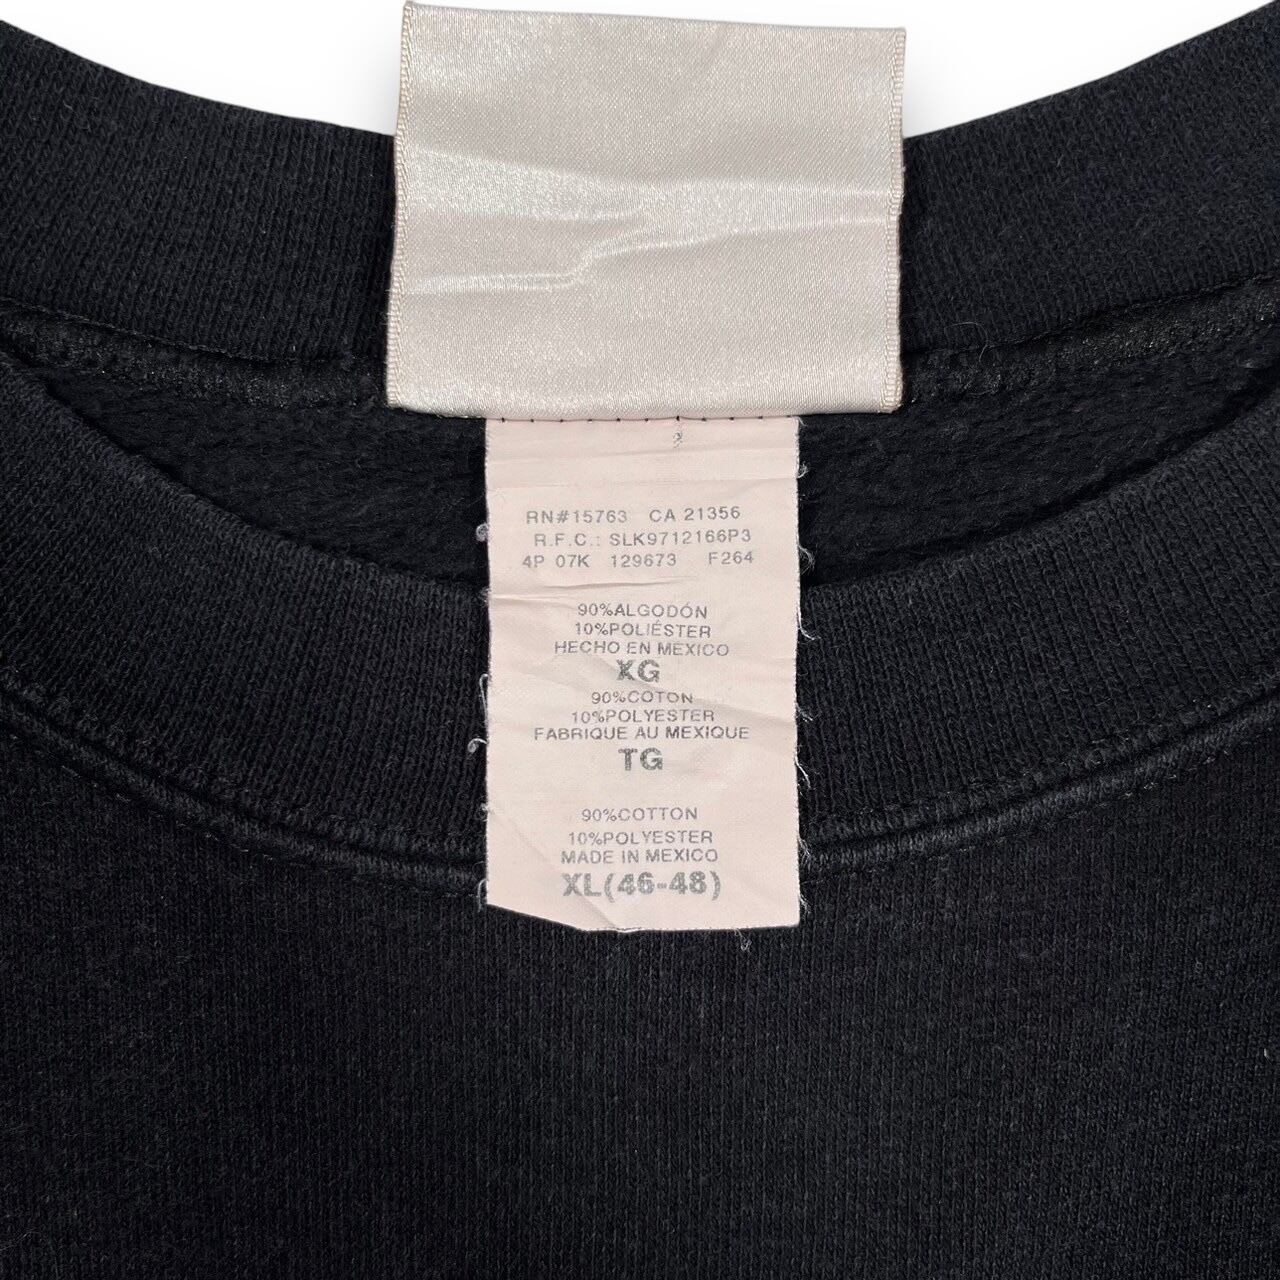 RN#15763 CA 21356
R.F.C.: SLK9712166P3
4P 07K 129673 F264
90%ALGODÓN
10%POLIÉSTER
HECHO EN MEXICO
XG
90%COTON
10%POLYESTER
FABRIQUE AU MEXIQUE
TG
90%COTTON
10%POLYESTER
MADE IN MEXICO
XL(46-48)